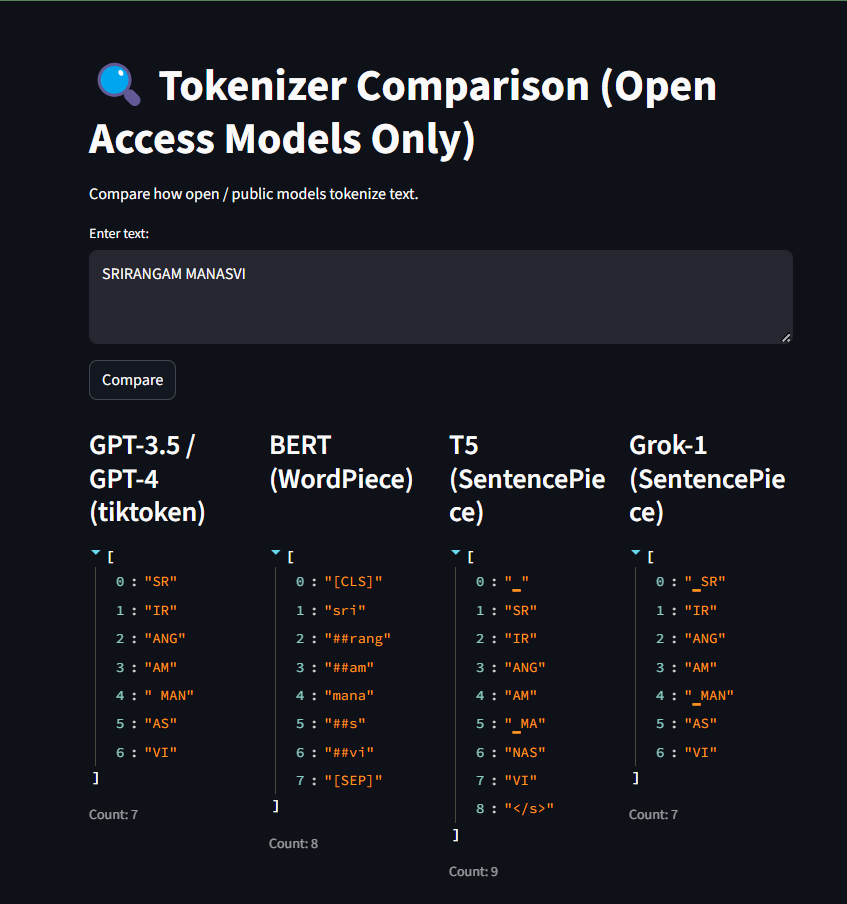 🔍 Tokenizer Comparison (Open
Access Models Only)
Compare how open / public models tokenize text.
Enter text:
SRIRANGAM MANASVI
Compare
GPT-3.5 /
GPT-4
(tiktoken)
[
0 : "SR"
1 : "IR"
2 : "ANG"
3 : "AM"
4 : " MAN"
5 : "AS"
6 : "VI"
]
Count: 7
BERT
(WordPiece)
[
0 : "[CLS]"
1 : "sri"
2 : "##rang"
3 : "##am"
4 : "mana"
5 : "##s"
6 : "##vi"
7 : "[SEP]"
]
Count: 8
T5
(SentencePie
ce)
[
0 : "▁"
1 : "SR"
2 : "IR"
3 : "ANG"
4 : "AM"
5 : "▁MA"
6 : "NAS"
7 : "VI"
8 : "</s>"
]
Count: 9
Grok-1
(SentencePie
ce)
[
0 : "▁SR"
1 : "IR"
2 : "ANG"
3 : "AM"
4 : "▁MAN"
5 : "AS"
6 : "VI"
]
Count: 7